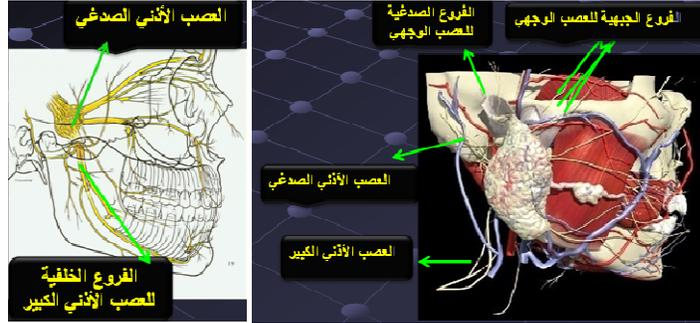 العصب الأذني الصدغي
الفروع الخلفية
للعصب الأذني الكبير
الفروع الصدغية
للعصب الوجهي
الفروع الجبهية للعصب الوجهي
العصب الأذني الصدغي
العصب الأذني الكبير